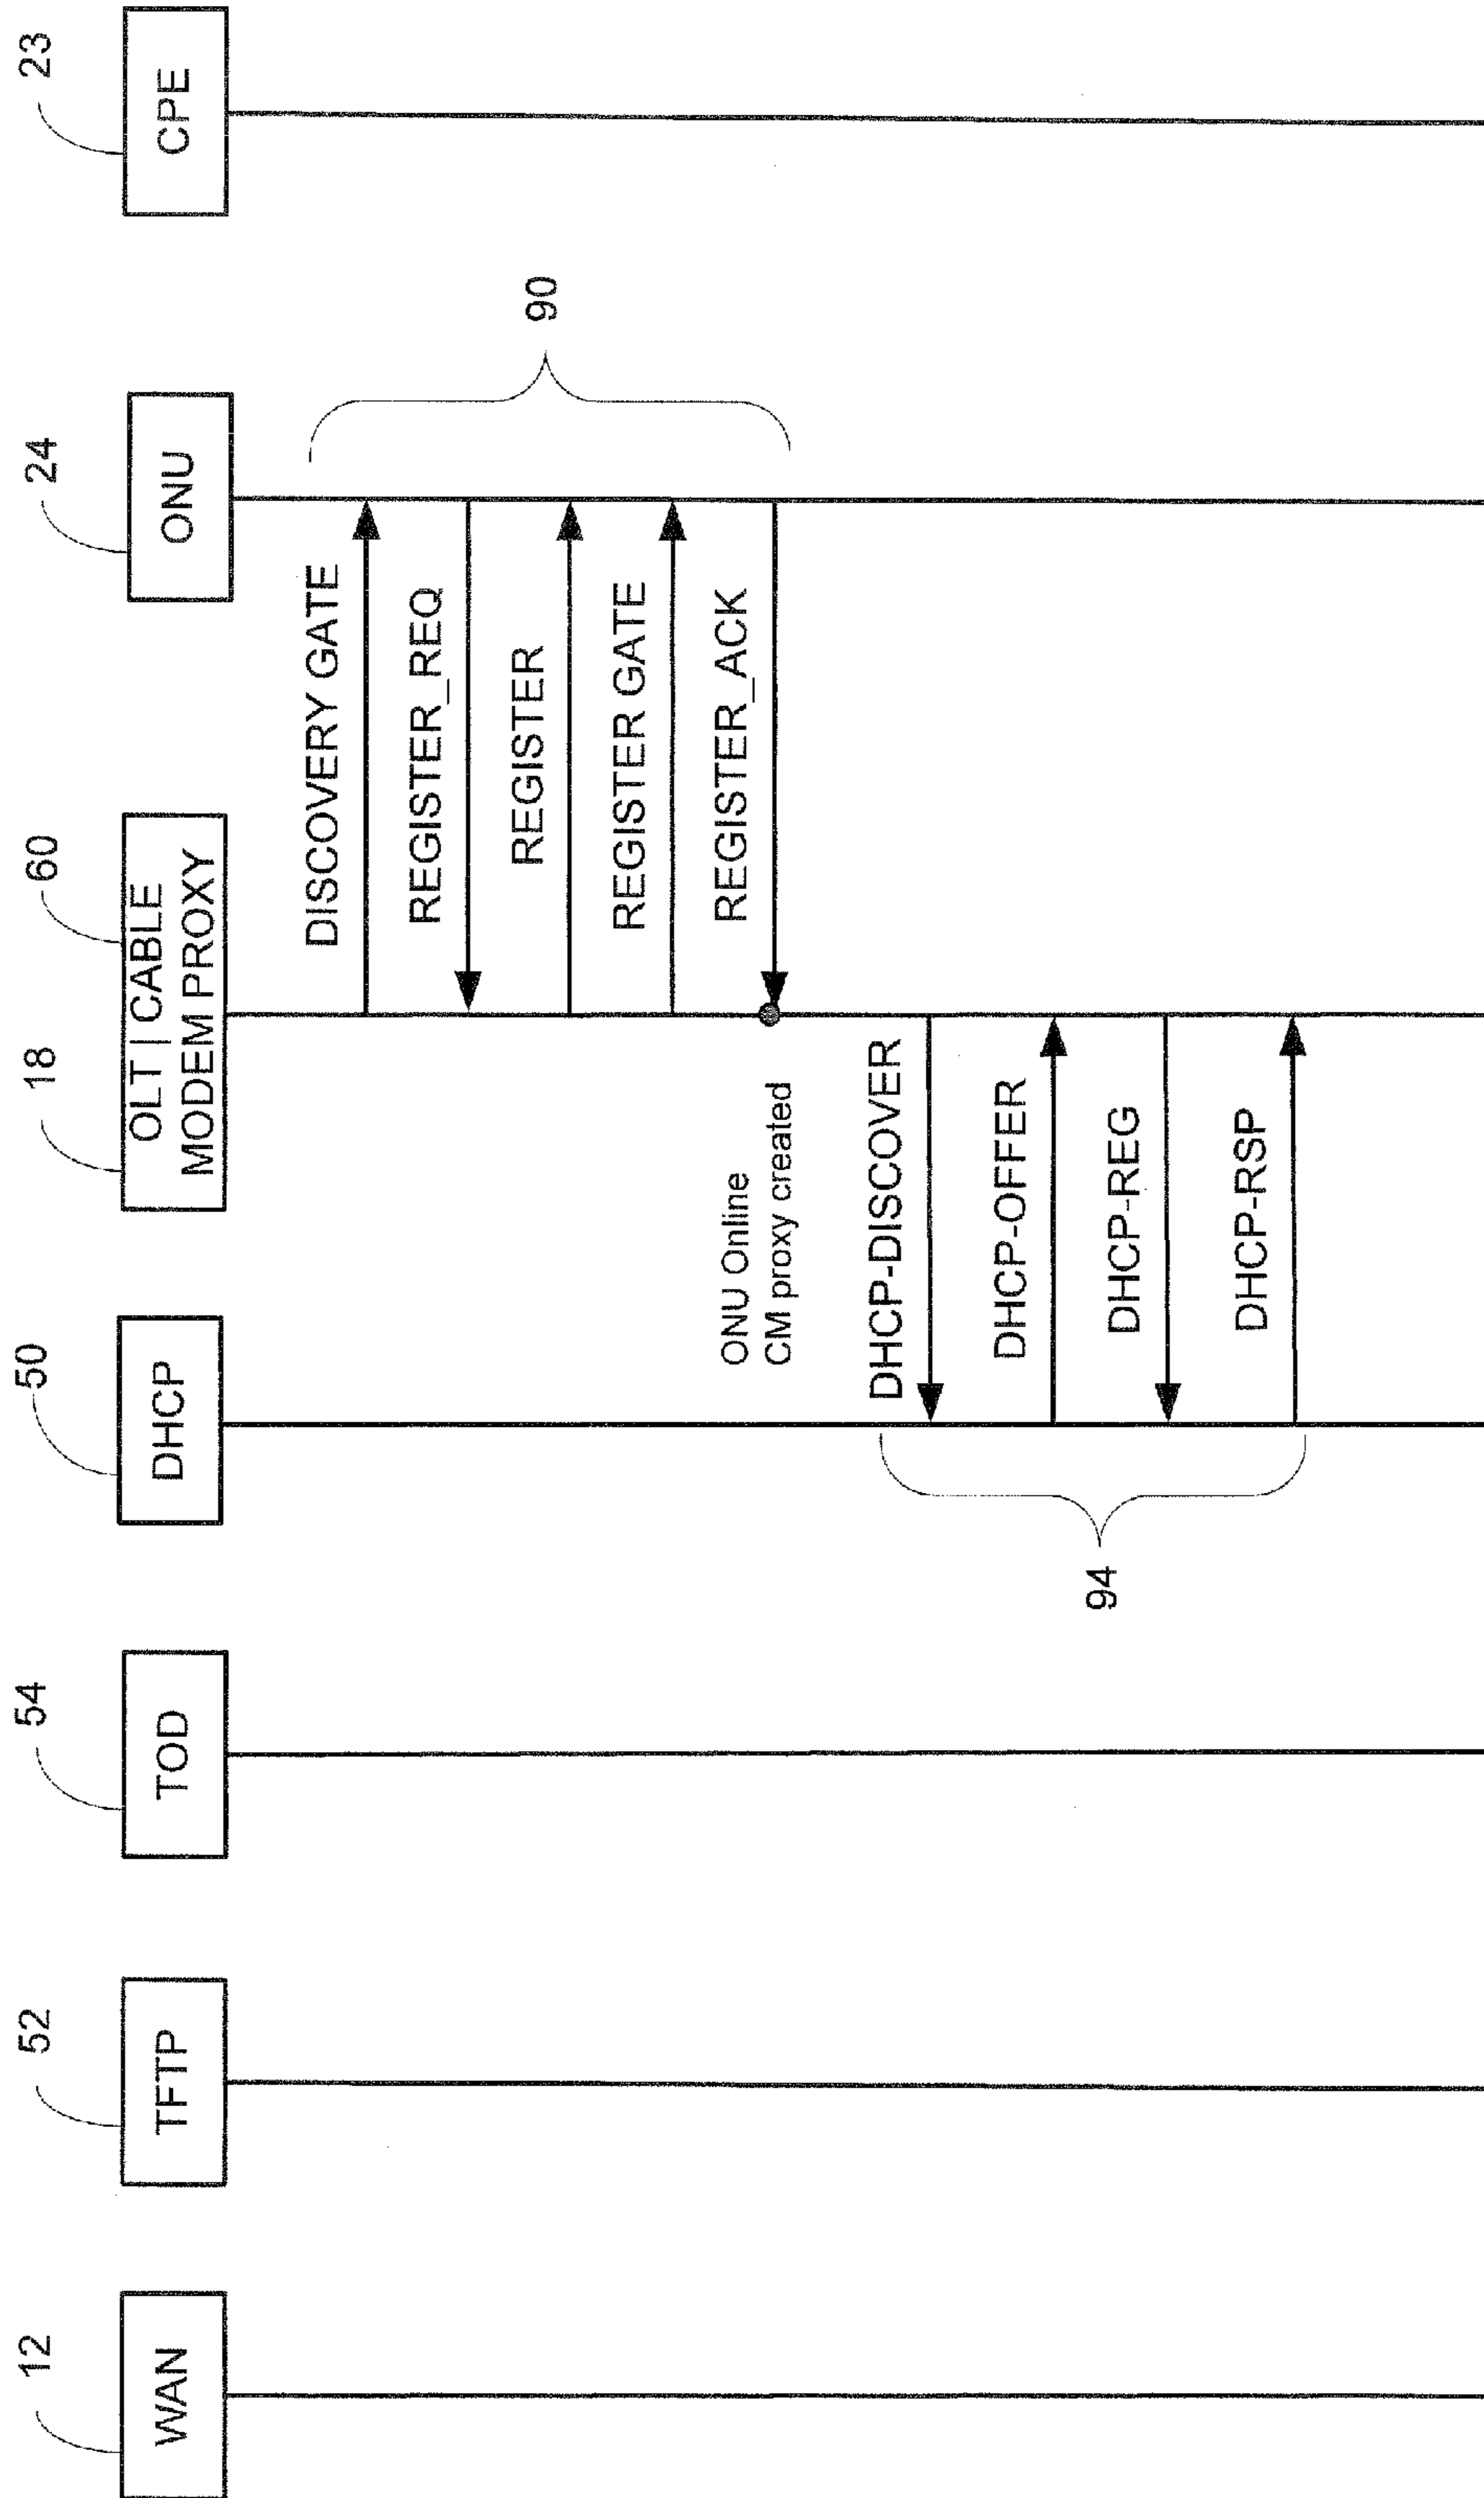 12
52
54
50
18
60
24
23
WAN
TFTP
TOD
DHCP
OLT | CABLE
MODEM PROXY
ONU
CPE
DISCOVERY GATE
90
REGISTER_REQ
REGISTER
REGISTER GATE
REGISTER_ACK
ONU Online
CM proxy created
DHCP-DISCOVER
DHCP-OFFER
94
DHCP-REG
DHCP-RSP